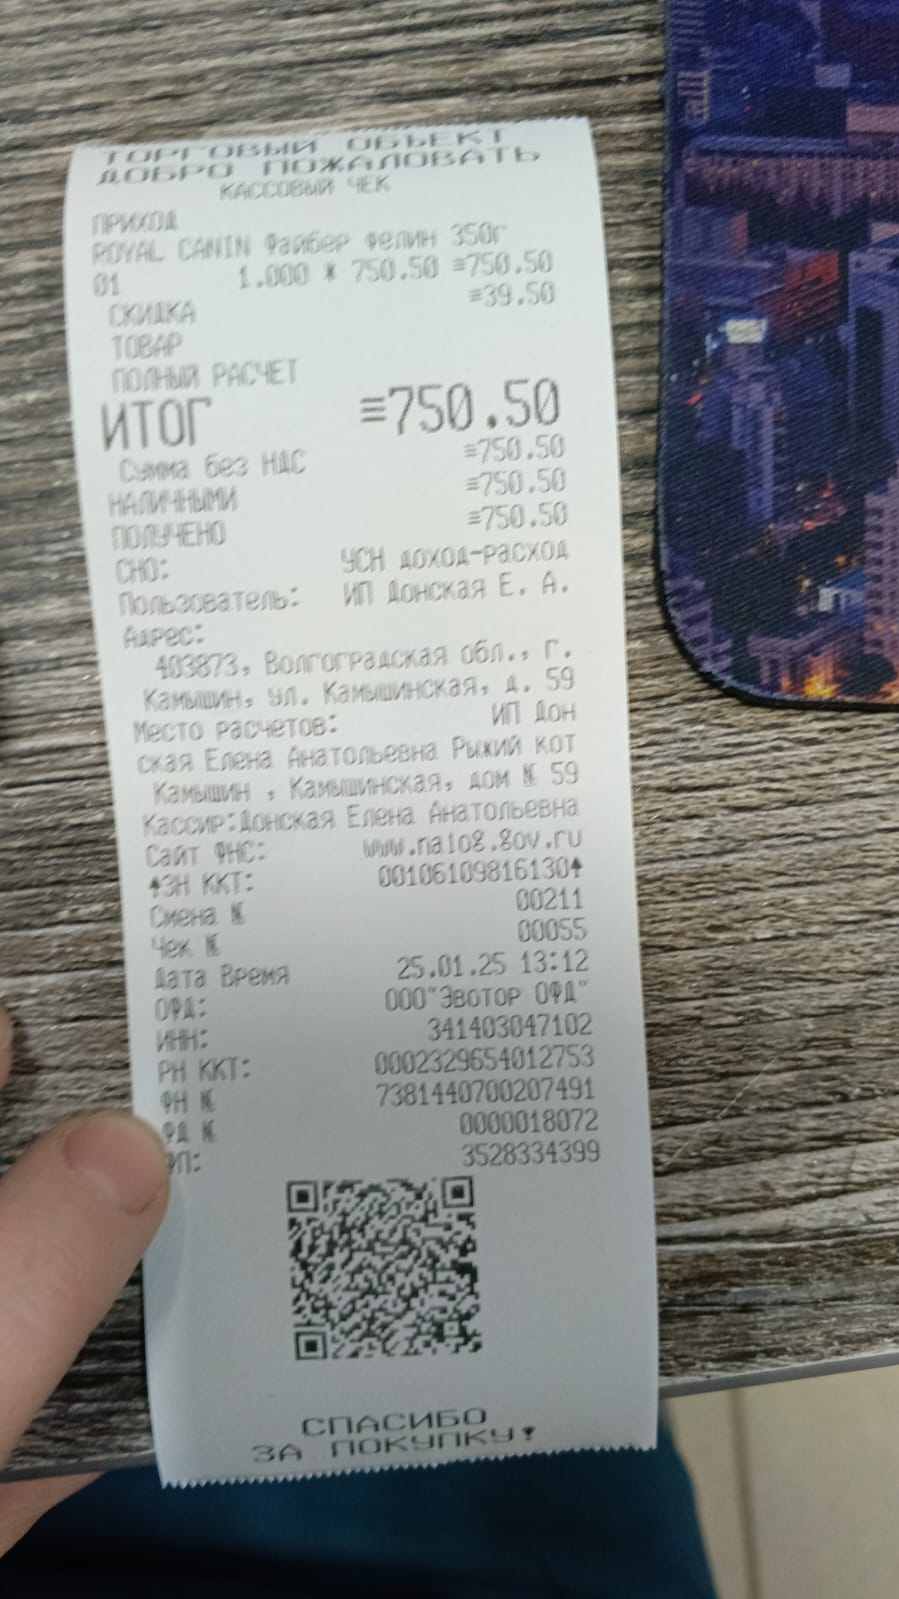 ТОРГОВЫЙ ОБЪЕКТ
ДОБРО ПОЖАЛОВАТЬ
КАССОВЫЙ ЧЕК
ПРИХОД
ROYAL CANIN Файбер Фелин 350г
01 1.000 * 750.50 ≡750.50
СКИДКА ≡39.50
ТОВАР
ПОЛНЫЙ РАСЧЕТ
ИТОГ ≡750.50
Сумма без НДС ≡750.50
НАЛИЧНЫМИ ≡750.50
ПОЛУЧЕНО ≡750.50
СНО: УСН доход-расход
Пользователь: ИП Донская Е. А.
Адрес:
403873, Волгоградская обл., г.
Камышин, ул. Камышинская, д. 59
Место расчетов: ИП Дон
ская Елена Анатольевна Рыжий кот
Камышин , Камышинская, дом № 59
Кассир:Донская Елена Анатольевна
Сайт ФНС: www.nalog.gov.ru
↑ЗН ККТ: 00106109816130↑
Смена № 00211
Чек № 00055
Дата Время 25.01.25 13:12
ОФД: ООО"Эвотор ОФД"
ИНН: 341403047102
РН ККТ: 0002329654012753
ФН № 7381440700207491
ФД № 0000018072
ФП: 3528334399
СПАСИБО
ЗА ПОКУПКУ!